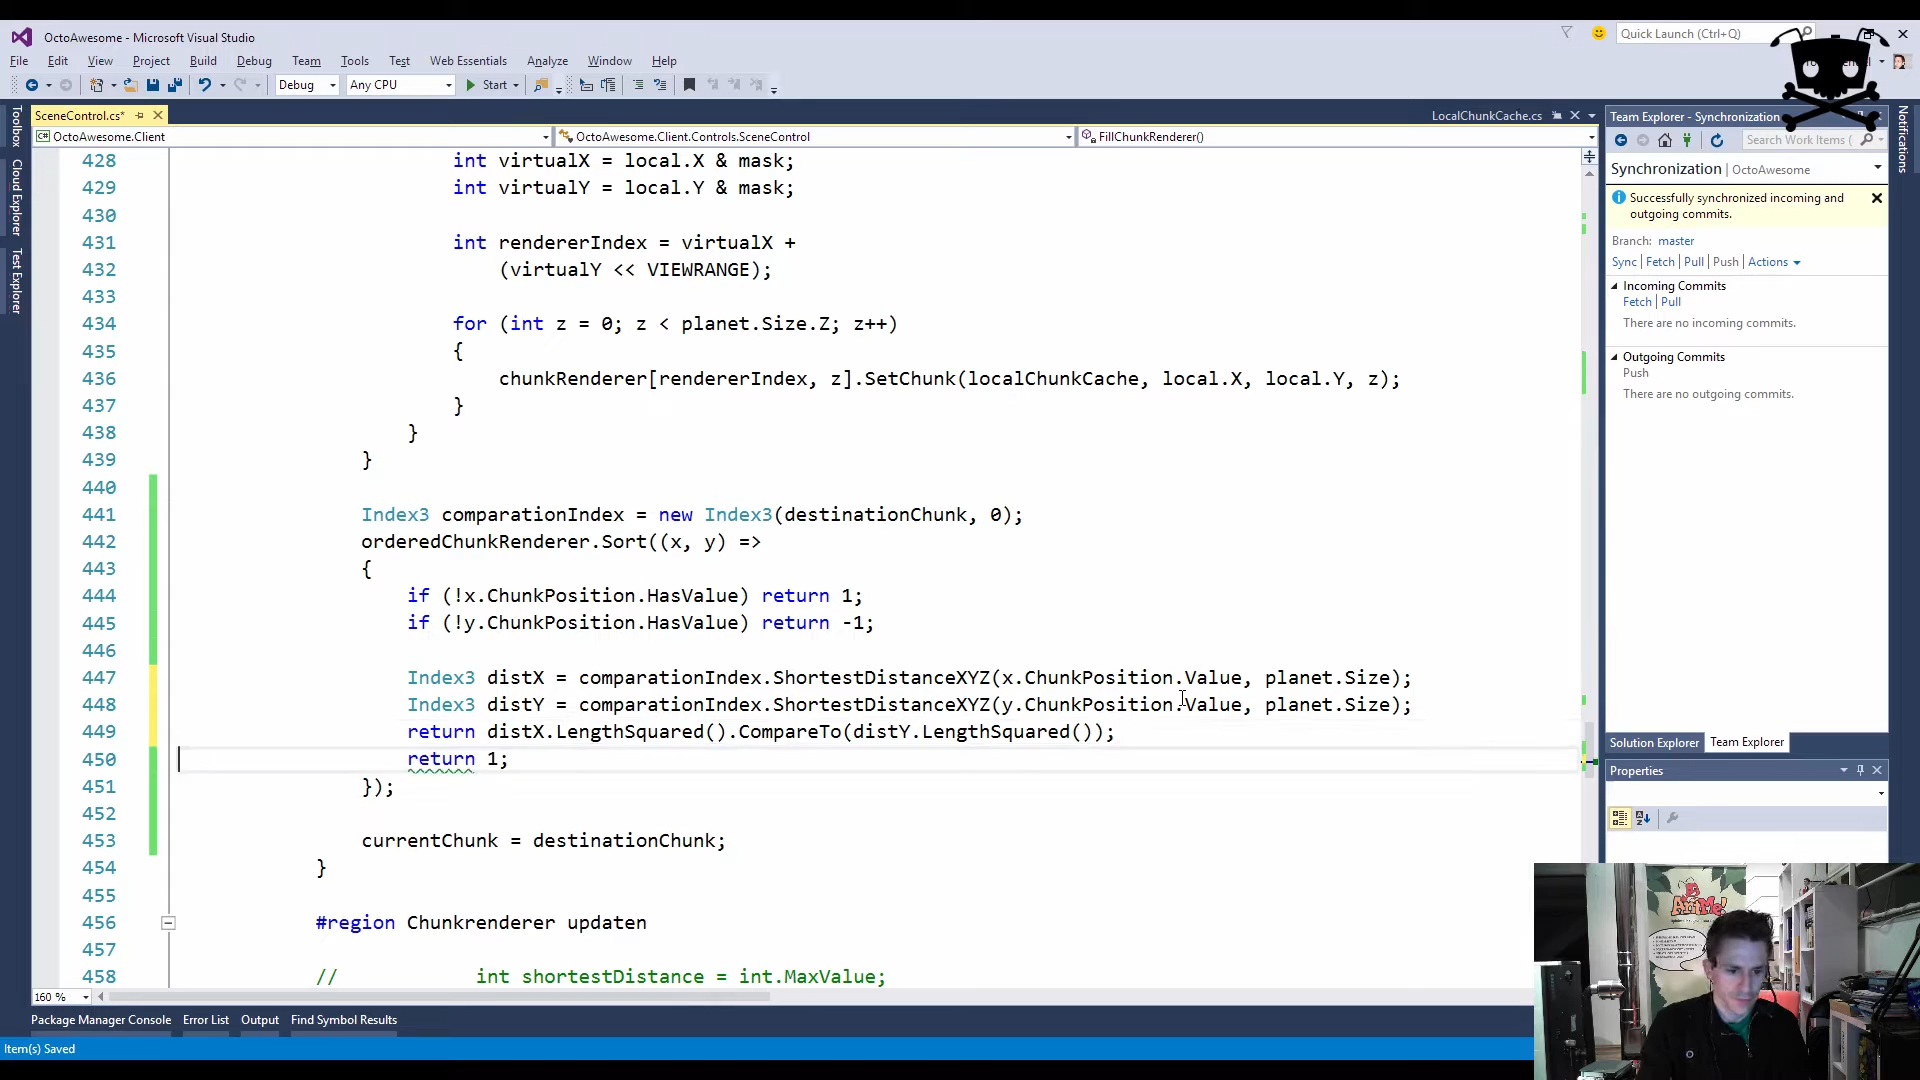 OctoAwesome - Microsoft Visual Studio
Quick Launch (Ctrl+Q)
File Edit View Project Build Debug Team Tools Test Web Essentials Analyze Window Help
Debug Any CPU Start
SceneControl.cs*
LocalChunkCache.cs
OctoAwesome.Client
OctoAwesome.Client.Controls.SceneControl
FillChunkRenderer()
Toolbox
Cloud Explorer
Test Explorer
428 int virtualX = local.X & mask;
429 int virtualY = local.Y & mask;
430
431 int rendererIndex = virtualX +
432 (virtualY << VIEWRANGE);
433
434 for (int z = 0; z < planet.Size.Z; z++)
435 {
436 chunkRenderer[rendererIndex, z].SetChunk(localChunkCache, local.X, local.Y, z);
437 }
438 }
439 }
440
441 Index3 comparationIndex = new Index3(destinationChunk, 0);
442 orderedChunkRenderer.Sort((x, y) =>
443 {
444 if (!x.ChunkPosition.HasValue) return 1;
445 if (!y.ChunkPosition.HasValue) return -1;
446
447 Index3 distX = comparationIndex.ShortestDistanceXYZ(x.ChunkPosition.Value, planet.Size);
448 Index3 distY = comparationIndex.ShortestDistanceXYZ(y.ChunkPosition.Value, planet.Size);
449 return distX.LengthSquared().CompareTo(distY.LengthSquared());
450 return 1;
451 });
452
453 currentChunk = destinationChunk;
454 }
455
456 #region Chunkrenderer updaten
457
458 // int shortestDistance = int.MaxValue;
160 %
Package Manager Console Error List Output Find Symbol Results
Item(s) Saved
Team Explorer - Synchronization
Search Work Items (
Synchronization | OctoAwesome
Successfully synchronized incoming and
outgoing commits.
Branch: master
Sync | Fetch | Pull | Push | Actions
Incoming Commits
Fetch | Pull
There are no incoming commits.
Outgoing Commits
Push
There are no outgoing commits.
Solution Explorer Team Explorer
Properties
Notifications